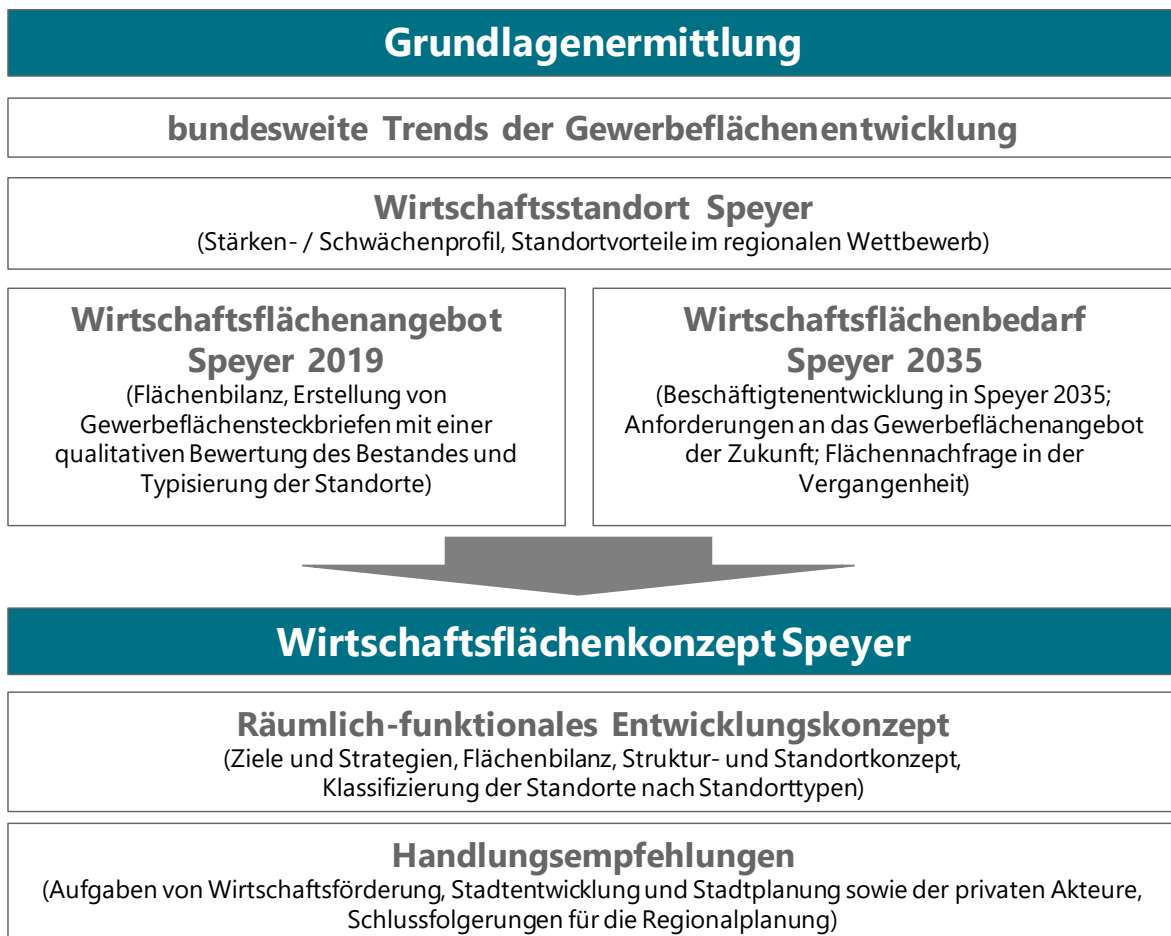 Grundlagenermittlung
bundesweite Trends der Gewerbeflächenentwicklung
Wirtschaftsstandort Speyer
(Stärken- / Schwächenprofil, Standortvorteile im regionalen Wettbewerb)
Wirtschaftsflächenangebot
Speyer 2019
(Flächenbilanz, Erstellung von
Gewerbeflächensteckbriefen mit einer
qualitativen Bewertung des Bestandes und
Typisierung der Standorte)
Wirtschaftsflächenbedarf
Speyer 2035
(Beschäftigtenentwicklung in Speyer 2035;
Anforderungen an das Gewerbeflächenangebot
der Zukunft; Flächennachfrage in der
Vergangenheit)
Wirtschaftsflächenkonzept Speyer
Räumlich-funktionales Entwicklungskonzept
(Ziele und Strategien, Flächenbilanz, Struktur- und Standortkonzept,
Klassifizierung der Standorte nach Standorttypen)
Handlungsempfehlungen
(Aufgaben von Wirtschaftsförderung, Stadtentwicklung und Stadtplanung sowie der privaten Akteure,
Schlussfolgerungen für die Regionalplanung)